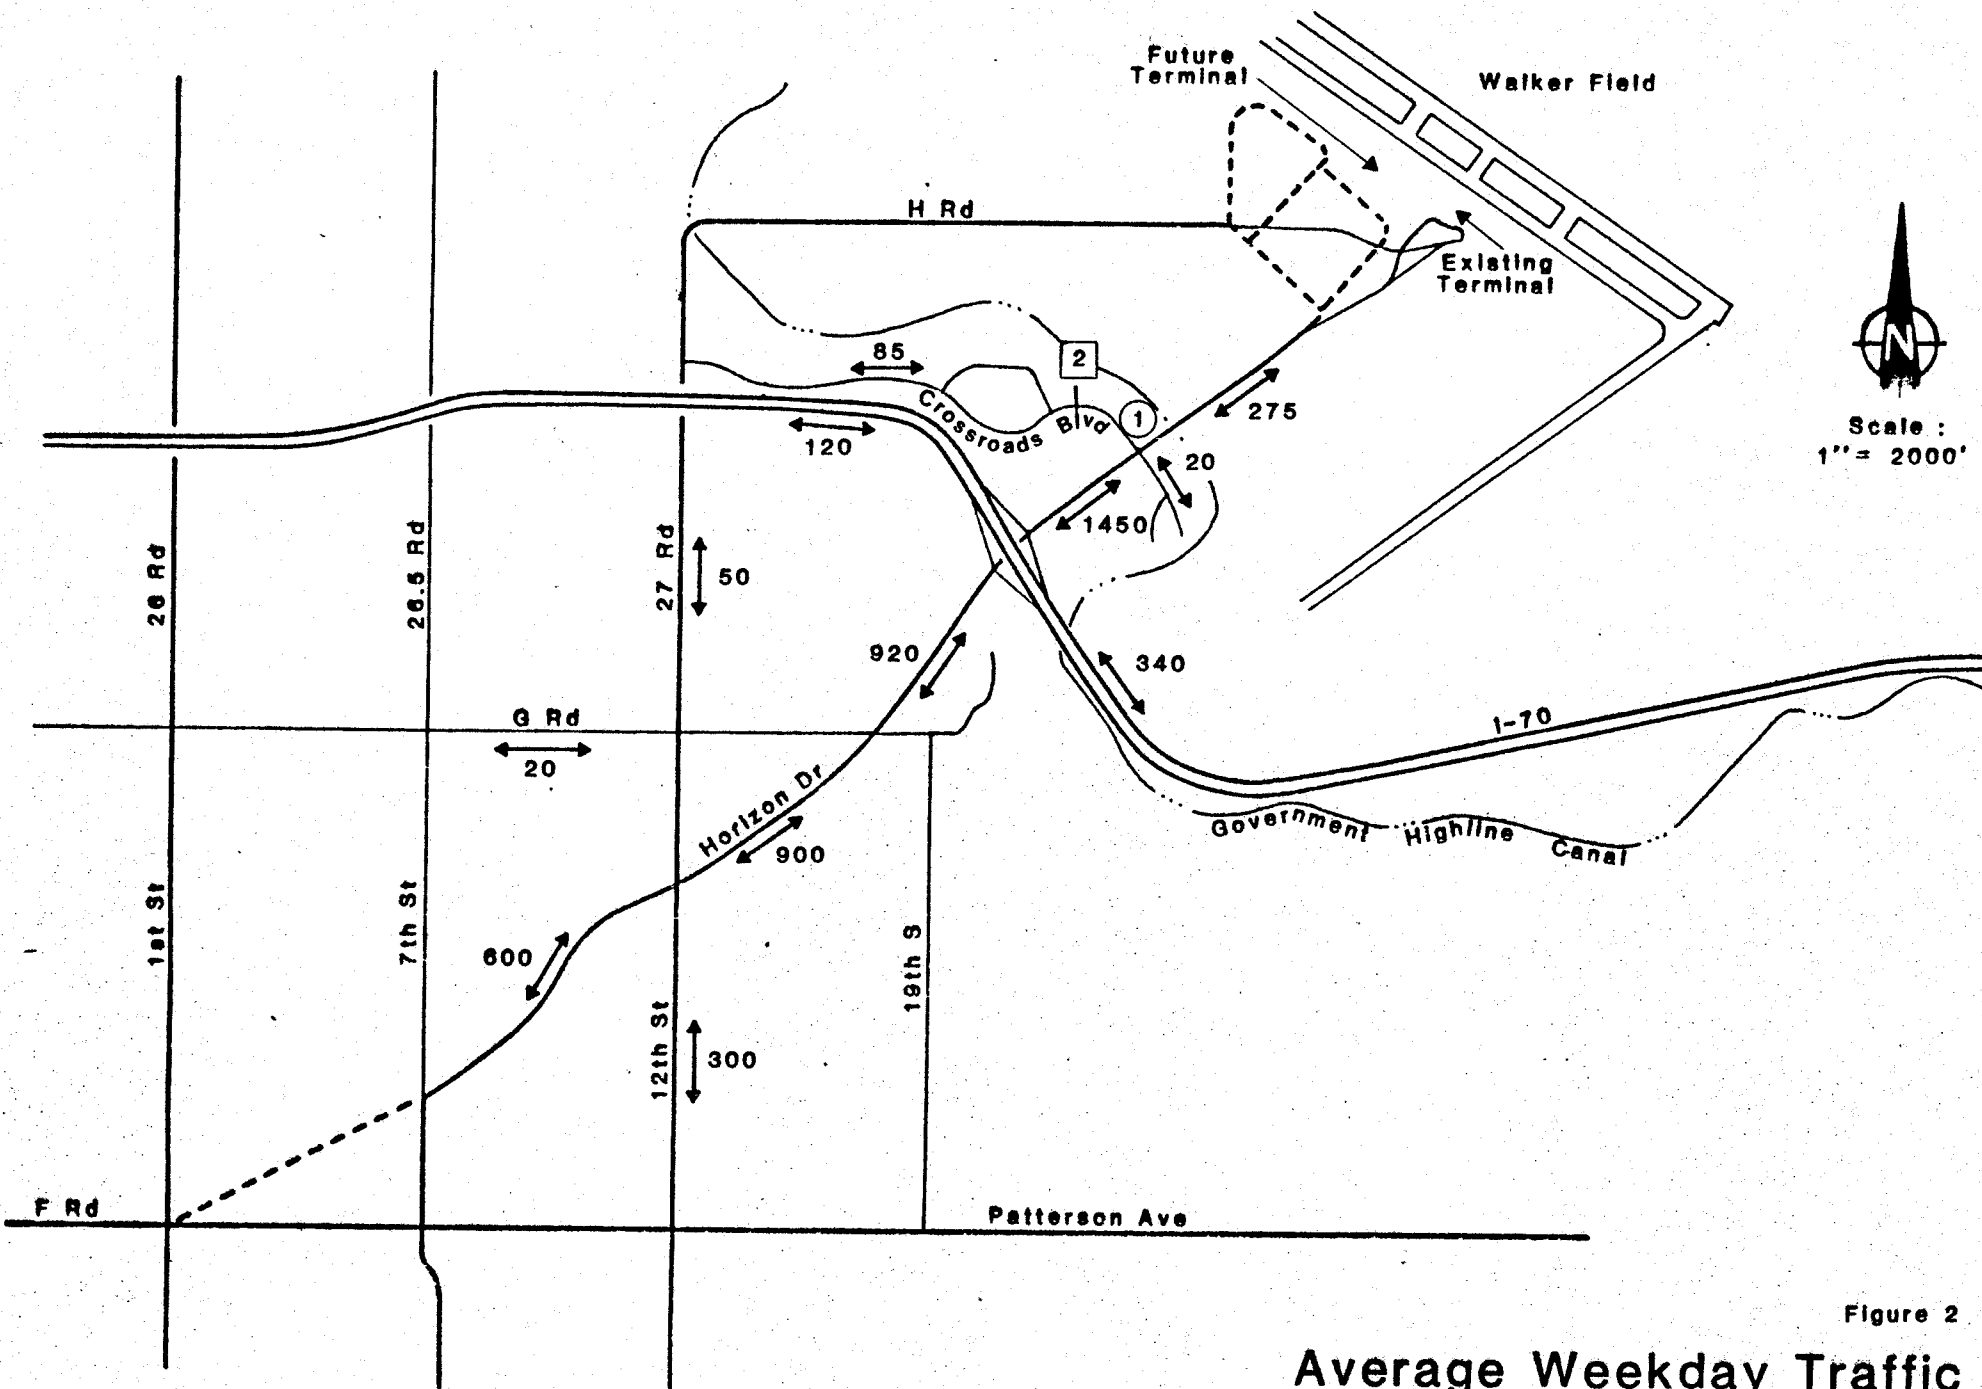 Future
Terminal
Walker Field
H Rd
Existing
Terminal
N
Scale :
1"= 2000'
85
2
1
275
Crossroads Blvd
120
20
1450
26 Rd
26.5 Rd
27 Rd
50
920
340
G Rd
20
I-70
Horizon Dr
900
Government Highline Canal
1st St
7th St
600
19th S
12th St
300
F Rd
Patterson Ave
Figure 2
Average Weekday Traffic